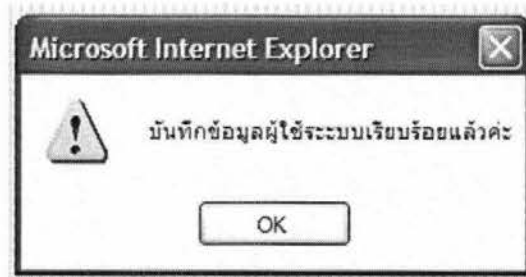 Microsoft Internet Explorer
บันทึกข้อมูลผู้ใช้ระะบบเรียบร้อยแล้วค่ะ
OK